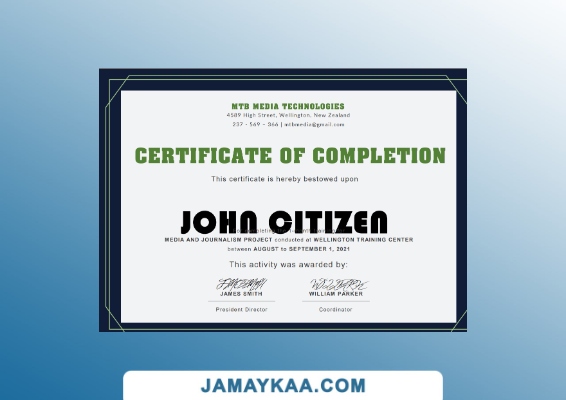 MTB MEDIA TECHNOLOGIES
4589 High Street, Wellington, New Zealand
237 - 569 - 366 | mtbmedia@gmail.com
CERTIFICATE OF COMPLETION
This certificate is hereby bestowed upon
JOHN CITIZEN
MEDIA AND JOURNALISM PROJECT conducted at WELLINGTON TRAINING CENTER
between AUGUST to SEPTEMBER 1, 2021
This activity was awarded by:
JAMES SMITH
WILLIAM PARKER
President Director
Coordinator
JAMAYKAA.COM